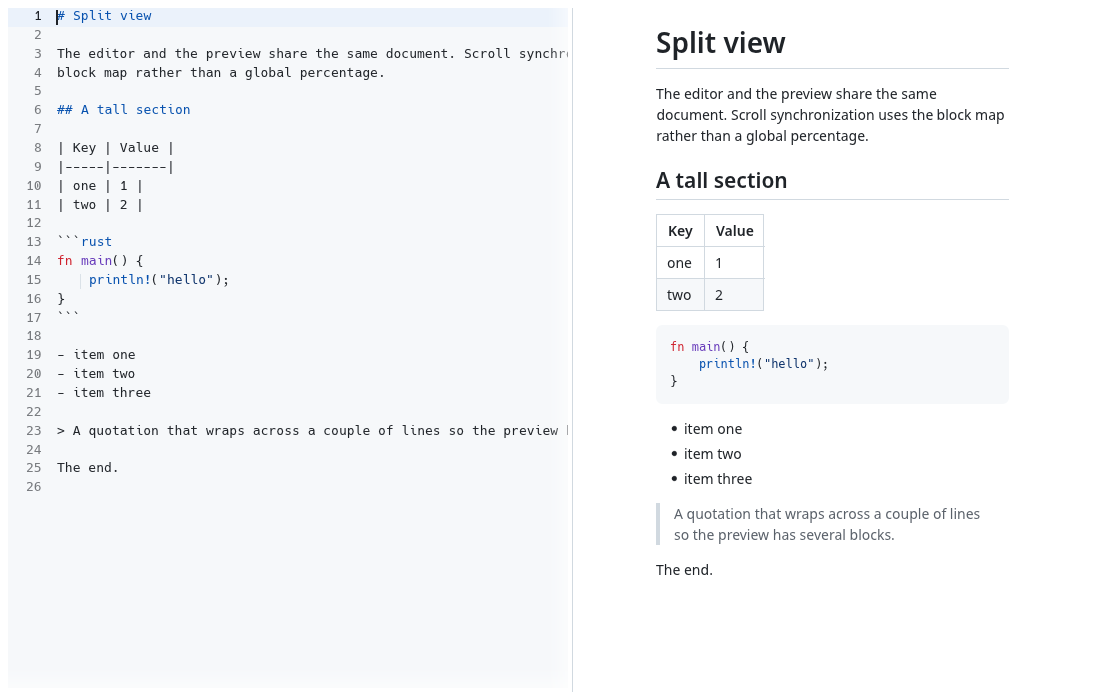 1 # Split view
2
3 The editor and the preview share the same document. Scroll
4 block map rather than a global percentage.
5
6 ## A tall section
7
8 | Key | Value |
9 |-----|-------|
10 | one | 1 |
11 | two | 2 |
12
13 ```rust
14 fn main() {
15     println!("hello");
16 }
17 ```
18
19 - item one
20 - item two
21 - item three
22
23 > A quotation that wraps across a couple of lines so the preview
24
25 The end.
26
Split view
The editor and the preview share the same
document. Scroll synchronization uses the block map
rather than a global percentage.
A tall section
Key Value
one 1
two 2
fn main() {
    println!("hello");
}
• item one
• item two
• item three
A quotation that wraps across a couple of lines
so the preview has several blocks.
The end.